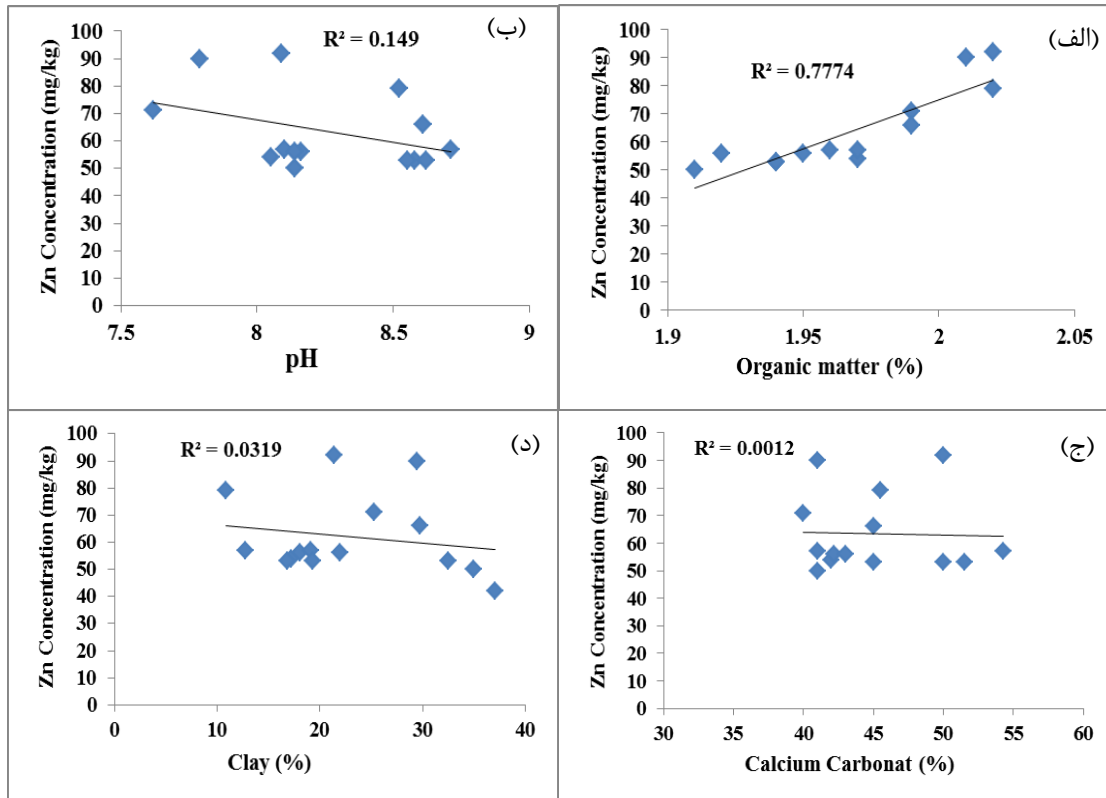 (الف)
R² = 0.7774
Zn Concentration (mg/kg)
100
90
80
70
60
50
40
30
20
10
0
1.9 1.95 2 2.05
Organic matter (%)
(ب)
R² = 0.149
Zn Concentration (mg/kg)
100
90
80
70
60
50
40
30
20
10
0
7.5 8 8.5 9
pH
(ج)
R² = 0.0012
Zn Concentration (mg/kg)
100
90
80
70
60
50
40
30
20
10
0
30 35 40 45 50 55 60
Calcium Carbonat (%)
(د)
R² = 0.0319
Zn Concentration (mg/kg)
100
90
80
70
60
50
40
30
20
10
0
0 10 20 30 40
Clay (%)